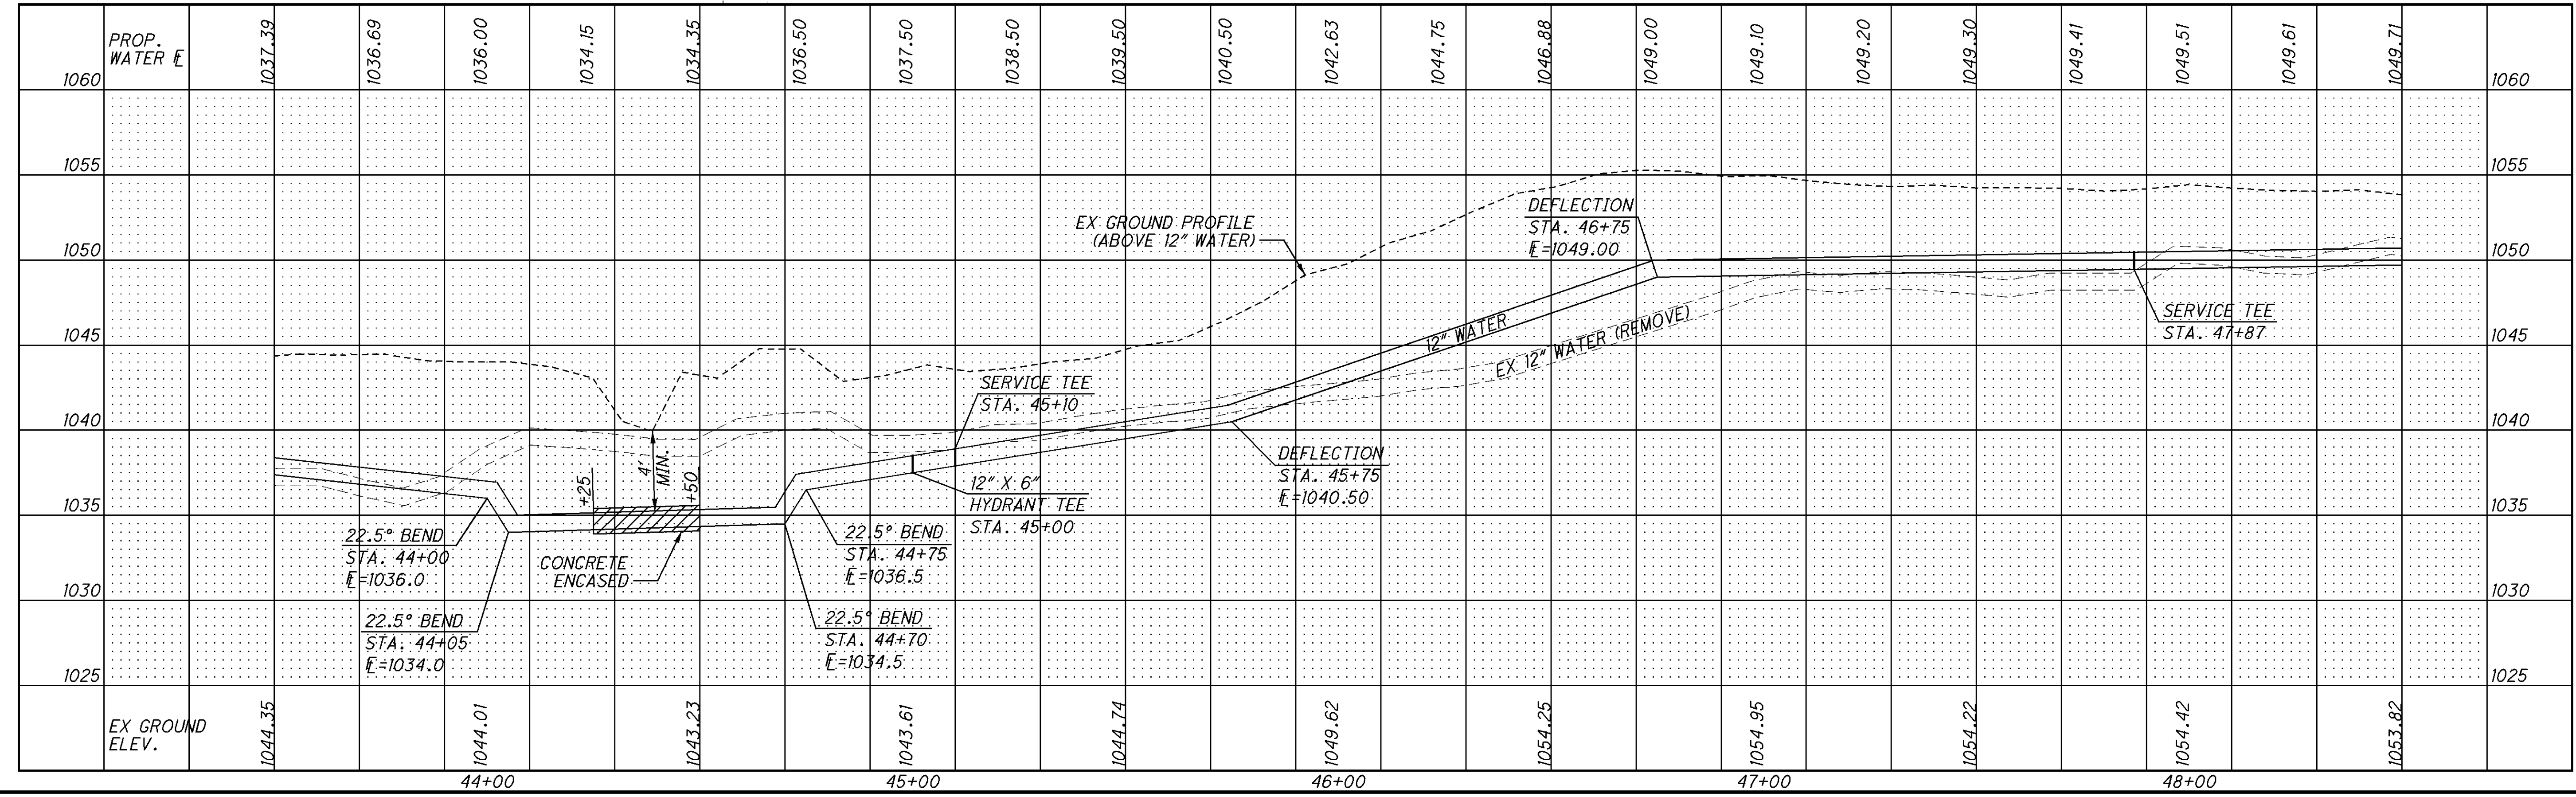 PROP.
WATER ℄
1037.39
1036.69
1036.00
1034.15
1034.35
1036.50
1037.50
1038.50
1039.50
1040.50
1042.63
1044.75
1046.88
1049.00
1049.10
1049.20
1049.30
1049.41
1049.51
1049.61
1049.71
1060
1060
1055
1055
1050
1050
1045
1045
1040
1040
1035
1035
1030
1030
1025
1025
EX GROUND PROFILE
(ABOVE 12" WATER)
DEFLECTION
STA. 46+75
℄=1049.00
12" WATER
EX 12" WATER (REMOVE)
SERVICE TEE
STA. 47+87
SERVICE TEE
STA. 45+10
DEFLECTION
STA. 45+75
℄=1040.50
12" X 6"
HYDRANT TEE
STA. 45+00
+25
4'
MIN.
+50
22.5° BEND
STA. 44+00
℄=1036.0
CONCRETE
ENCASED
22.5° BEND
STA. 44+75
℄=1036.5
22.5° BEND
STA. 44+05
℄=1034.0
22.5° BEND
STA. 44+70
℄=1034.5
EX GROUND
ELEV.
1044.35
1044.01
1043.23
1043.61
1044.74
1049.62
1054.25
1054.95
1054.22
1054.42
1053.82
44+00
45+00
46+00
47+00
48+00